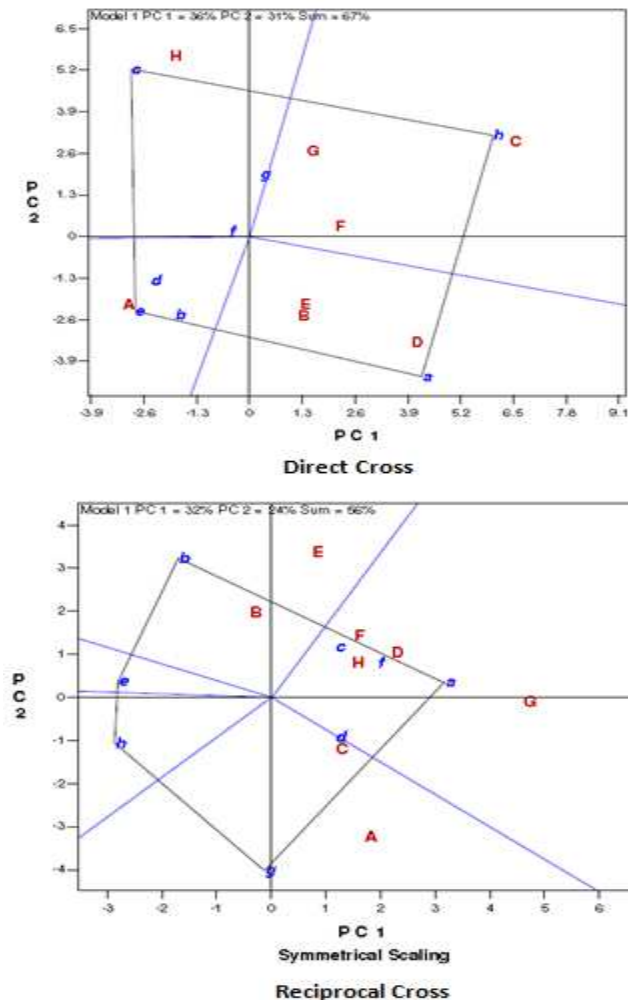 Model 1 PC 1 = 36% PC 2 = 31% Sum = 67%
6.5
H
c
5.2
3.9
h
C
2.6
G
P
C
2
g
1.3
F
f
0
-1.3
d
A
E
e
b
B
-2.6
D
-3.9
a
-3.9 -2.6 -1.3 0 1.3 2.6 3.9 5.2 6.5 7.8 9.1
PC 1
Direct Cross
Model 1 PC 1 = 32% PC 2 = 24% Sum = 56%
4
E
b
3
B
2
F
c
D
H
f
1
P
C
2
e
a
G
0
d
h
C
-1
-2
A
-3
g
-4
-3 -2 -1 0 1 2 3 4 5 6
PC 1
Symmetrical Scaling
Reciprocal Cross